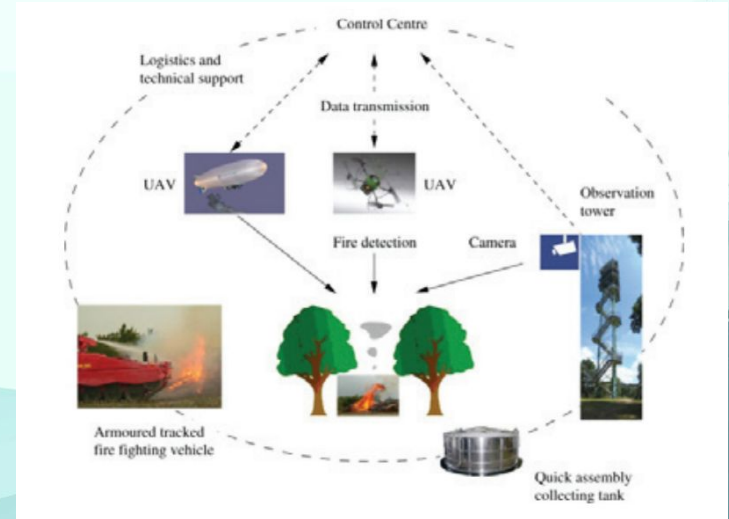 Control Centre
Logistics and
technical support
Data transmission
UAV
UAV
Observation
tower
Fire detection
Camera
Armoured tracked
fire fighting vehicle
Quick assembly
collecting tank